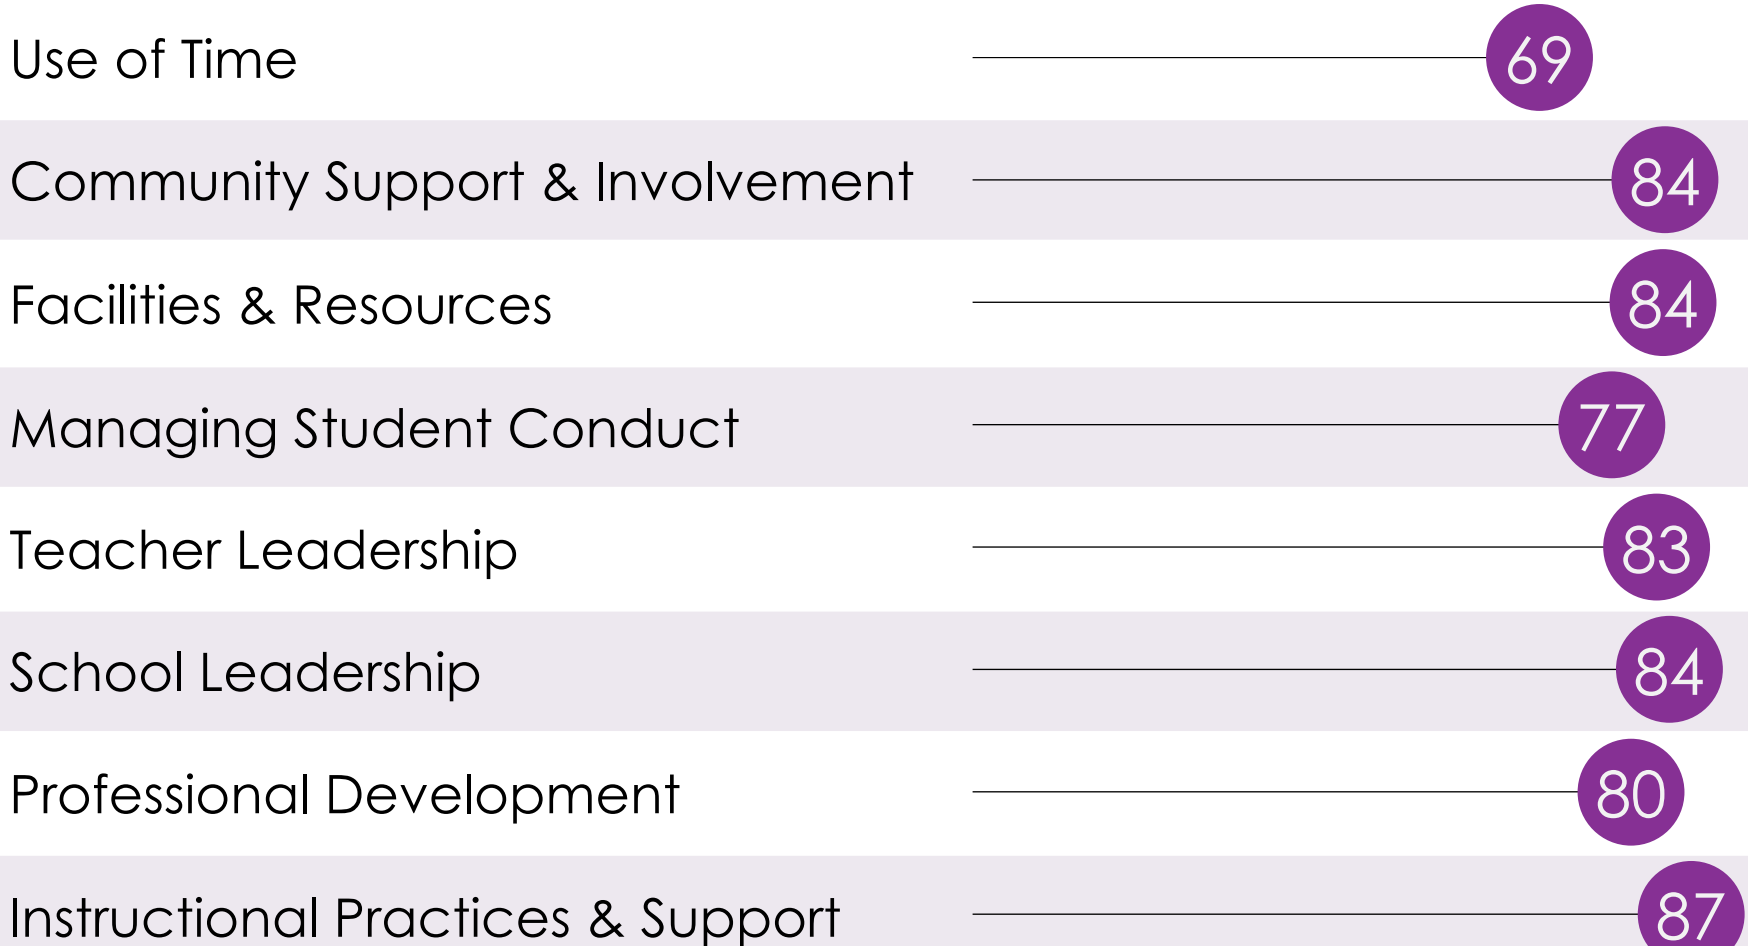 Use of Time 69
Community Support & Involvement 84
Facilities & Resources 84
Managing Student Conduct 77
Teacher Leadership 83
School Leadership 84
Professional Development 80
Instructional Practices & Support 87